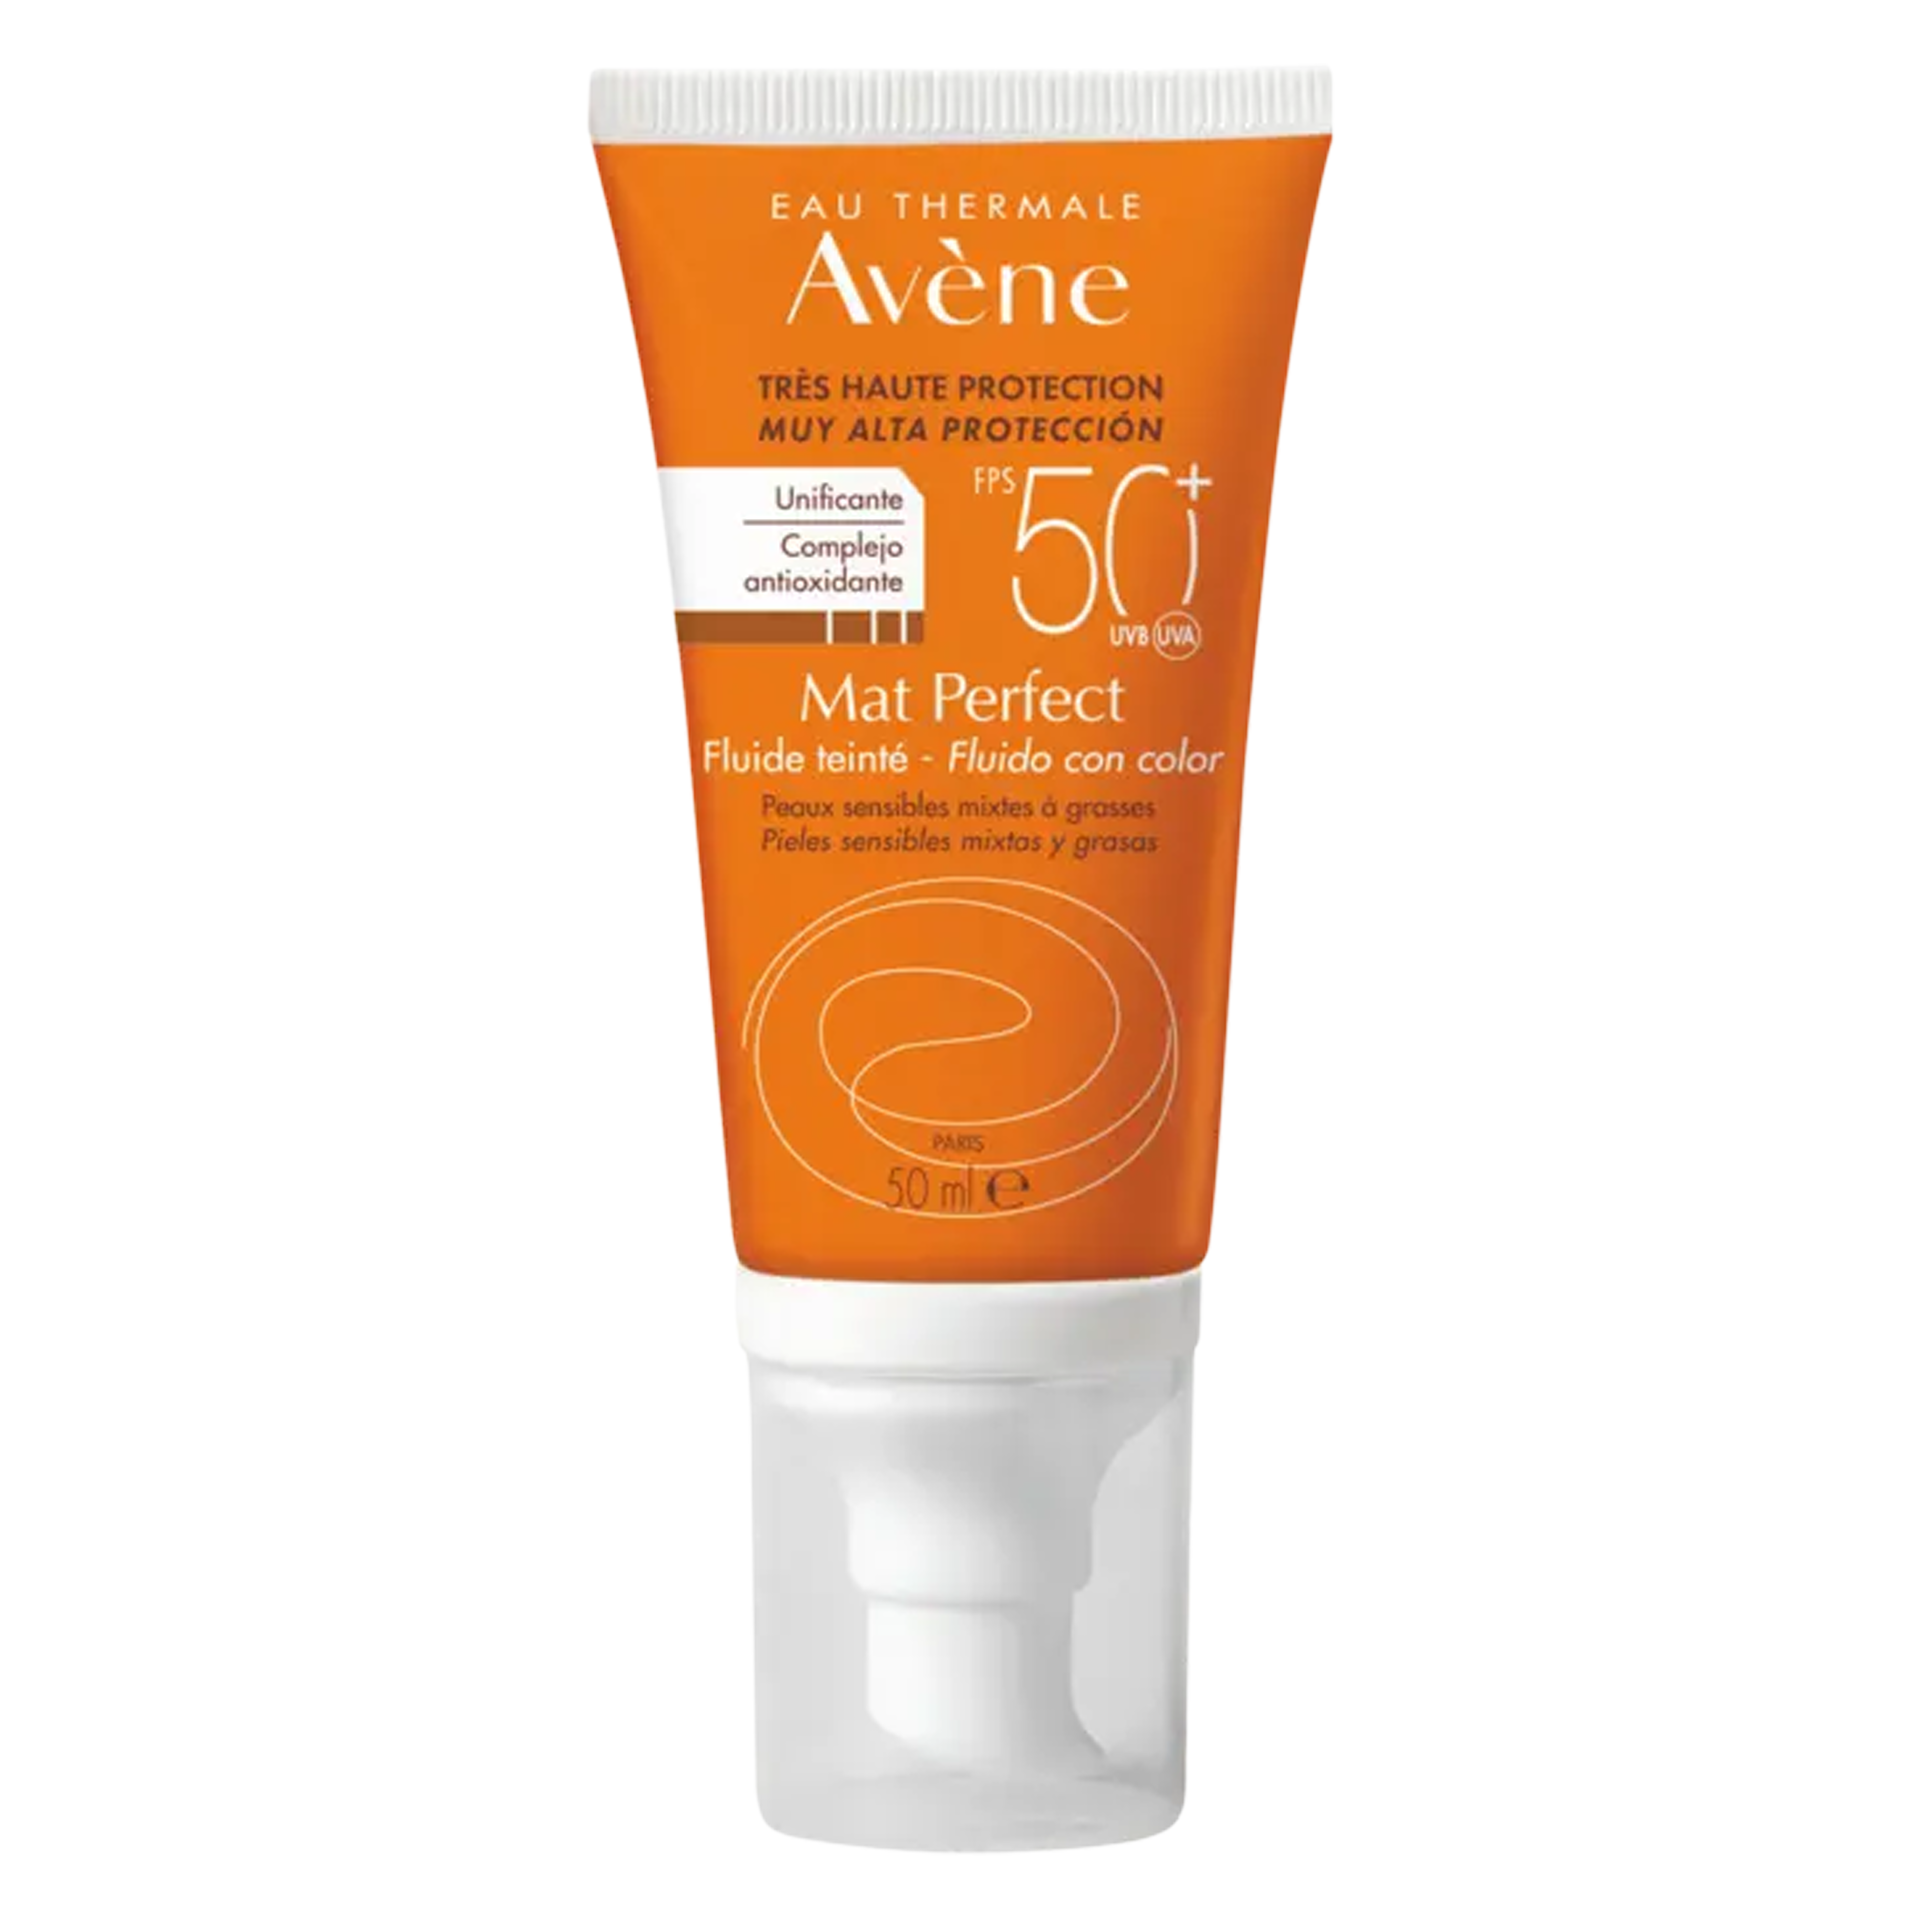 EAU THERMALE
Avène
TRÈS HAUTE PROTECTION
MUY ALTA PROTECCIÓN
Unificante
Complejo
antioxidante
FPS 50+
UVB UVA
Mat Perfect
Fluide teinté - Fluido con color
Peaux sensibles mixtes à grasses
Pieles sensibles mixtas y grasas
PARIS
50 ml e